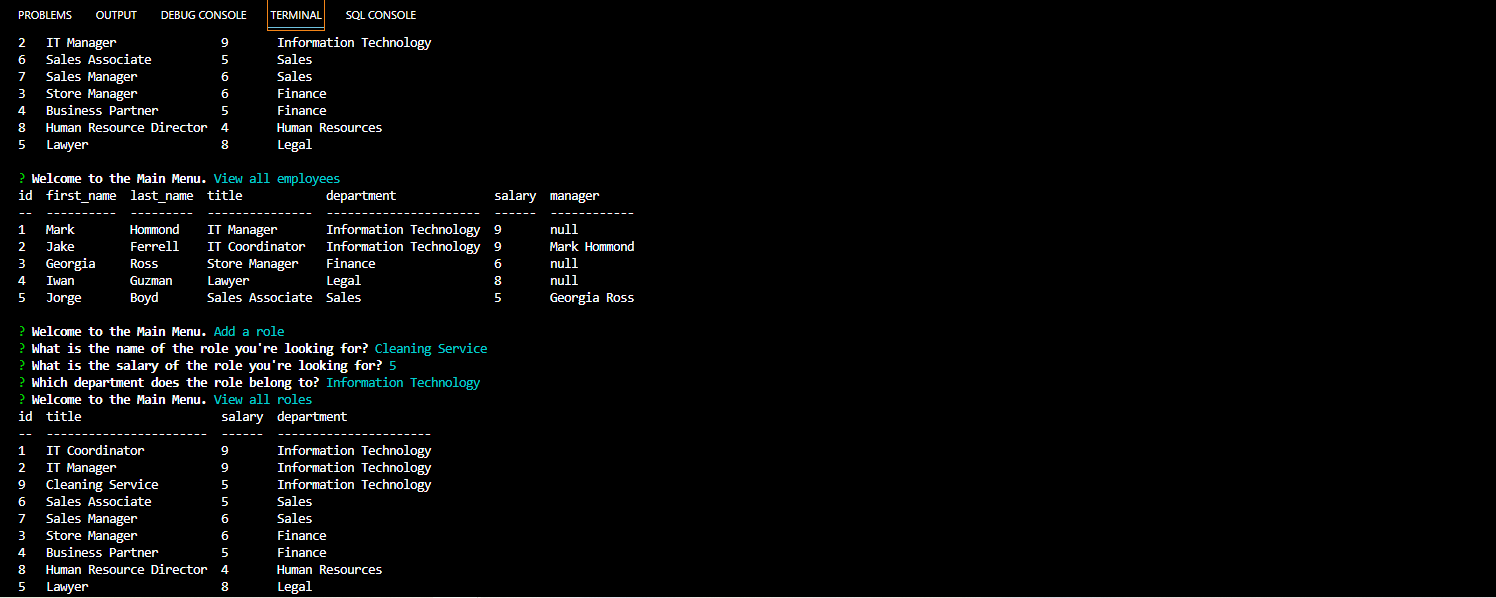 PROBLEMS OUTPUT DEBUG CONSOLE TERMINAL SQL CONSOLE
2 IT Manager 9 Information Technology
6 Sales Associate 5 Sales
7 Sales Manager 6 Sales
3 Store Manager 6 Finance
4 Business Partner 5 Finance
8 Human Resource Director 4 Human Resources
5 Lawyer 8 Legal
? Welcome to the Main Menu. View all employees
id first_name last_name title department salary manager
-- ---------- --------- --------------- ---------------------- ------ ------------
1 Mark Hommond IT Manager Information Technology 9 null
2 Jake Ferrell IT Coordinator Information Technology 9 Mark Hommond
3 Georgia Ross Store Manager Finance 6 null
4 Iwan Guzman Lawyer Legal 8 null
5 Jorge Boyd Sales Associate Sales 5 Georgia Ross
? Welcome to the Main Menu. Add a role
? What is the name of the role you're looking for? Cleaning Service
? What is the salary of the role you're looking for? 5
? Which department does the role belong to? Information Technology
? Welcome to the Main Menu. View all roles
id title salary department
-- ----------------------- ------ ----------------------
1 IT Coordinator 9 Information Technology
2 IT Manager 9 Information Technology
9 Cleaning Service 5 Information Technology
6 Sales Associate 5 Sales
7 Sales Manager 6 Sales
3 Store Manager 6 Finance
4 Business Partner 5 Finance
8 Human Resource Director 4 Human Resources
5 Lawyer 8 Legal